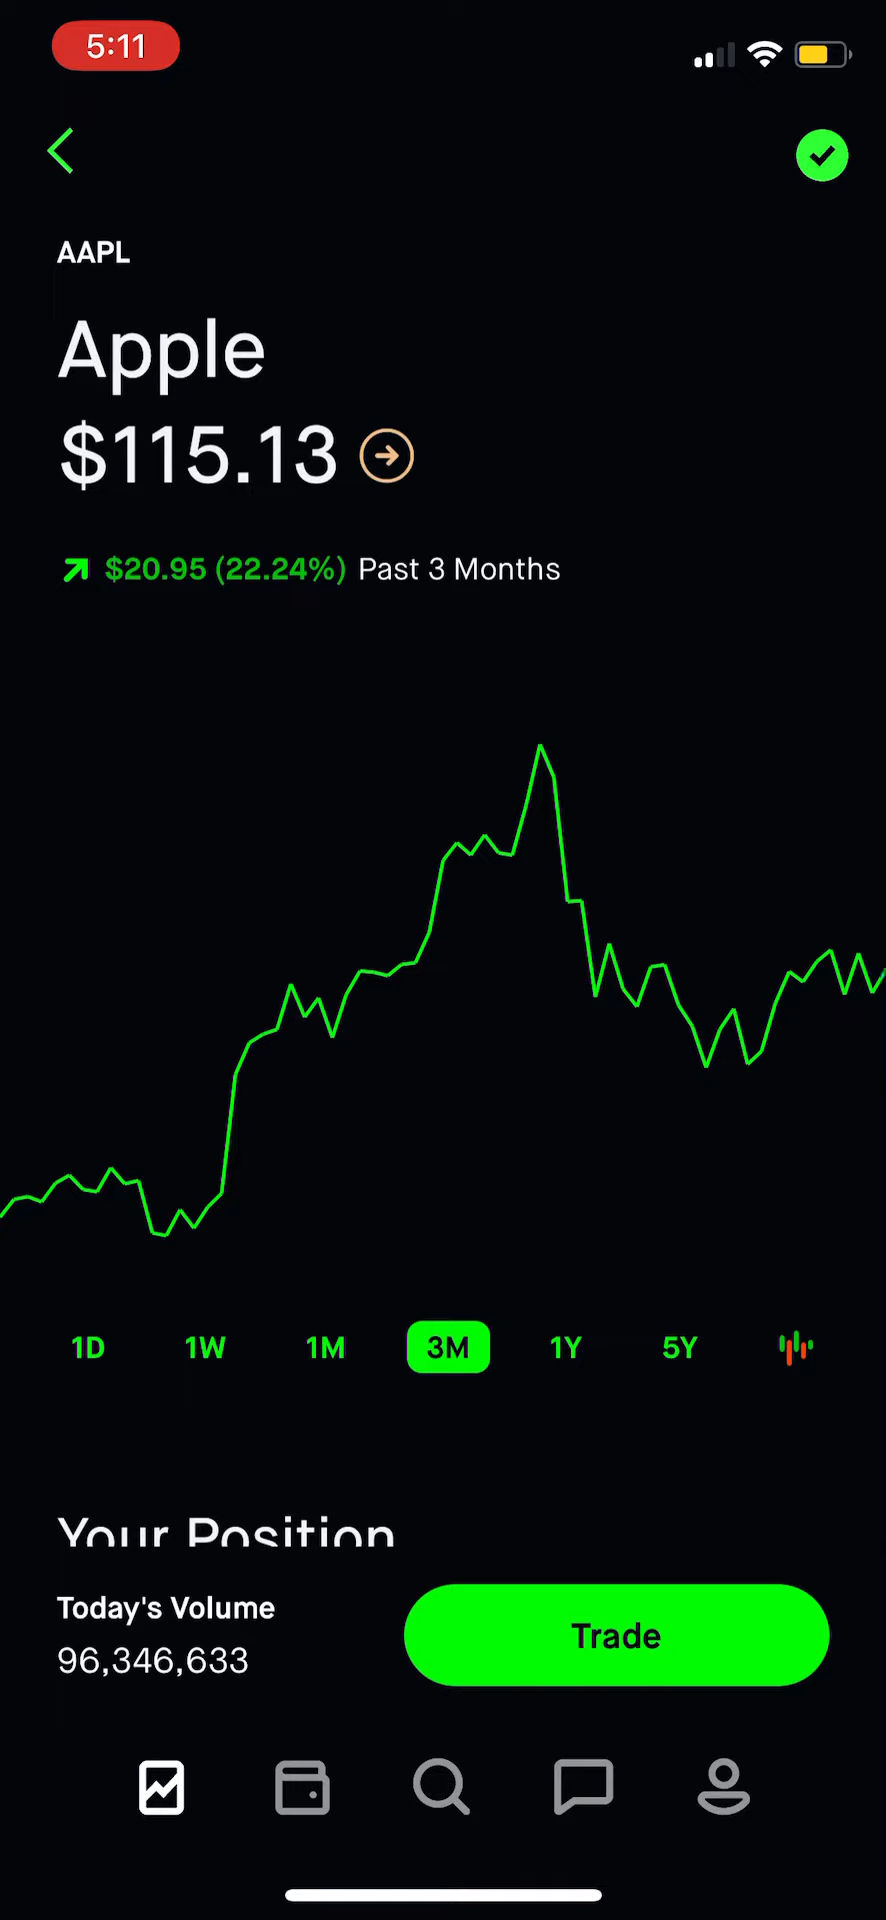 5:11
AAPL
Apple
$115.13
$20.95 (22.24%) Past 3 Months
1D 1W 1M 3M 1Y 5Y
Your Position
Today's Volume
96,346,633
Trade